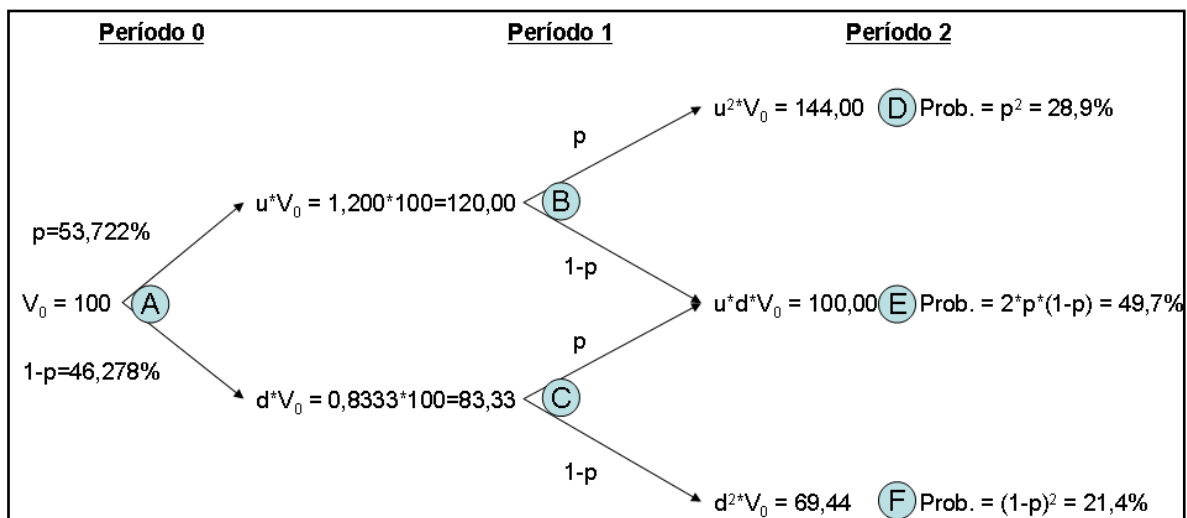 Período 0 Período 1 Período 2
u²*V₀ = 144,00 D Prob. = p² = 28,9%
p
u*V₀ = 1,200*100=120,00 B
p=53,722%
1-p
V₀ = 100 A u*d*V₀ = 100,00 E Prob. = 2*p*(1-p) = 49,7%
p
1-p=46,278%
d*V₀ = 0,8333*100=83,33 C
1-p
d²*V₀ = 69,44 F Prob. = (1-p)² = 21,4%